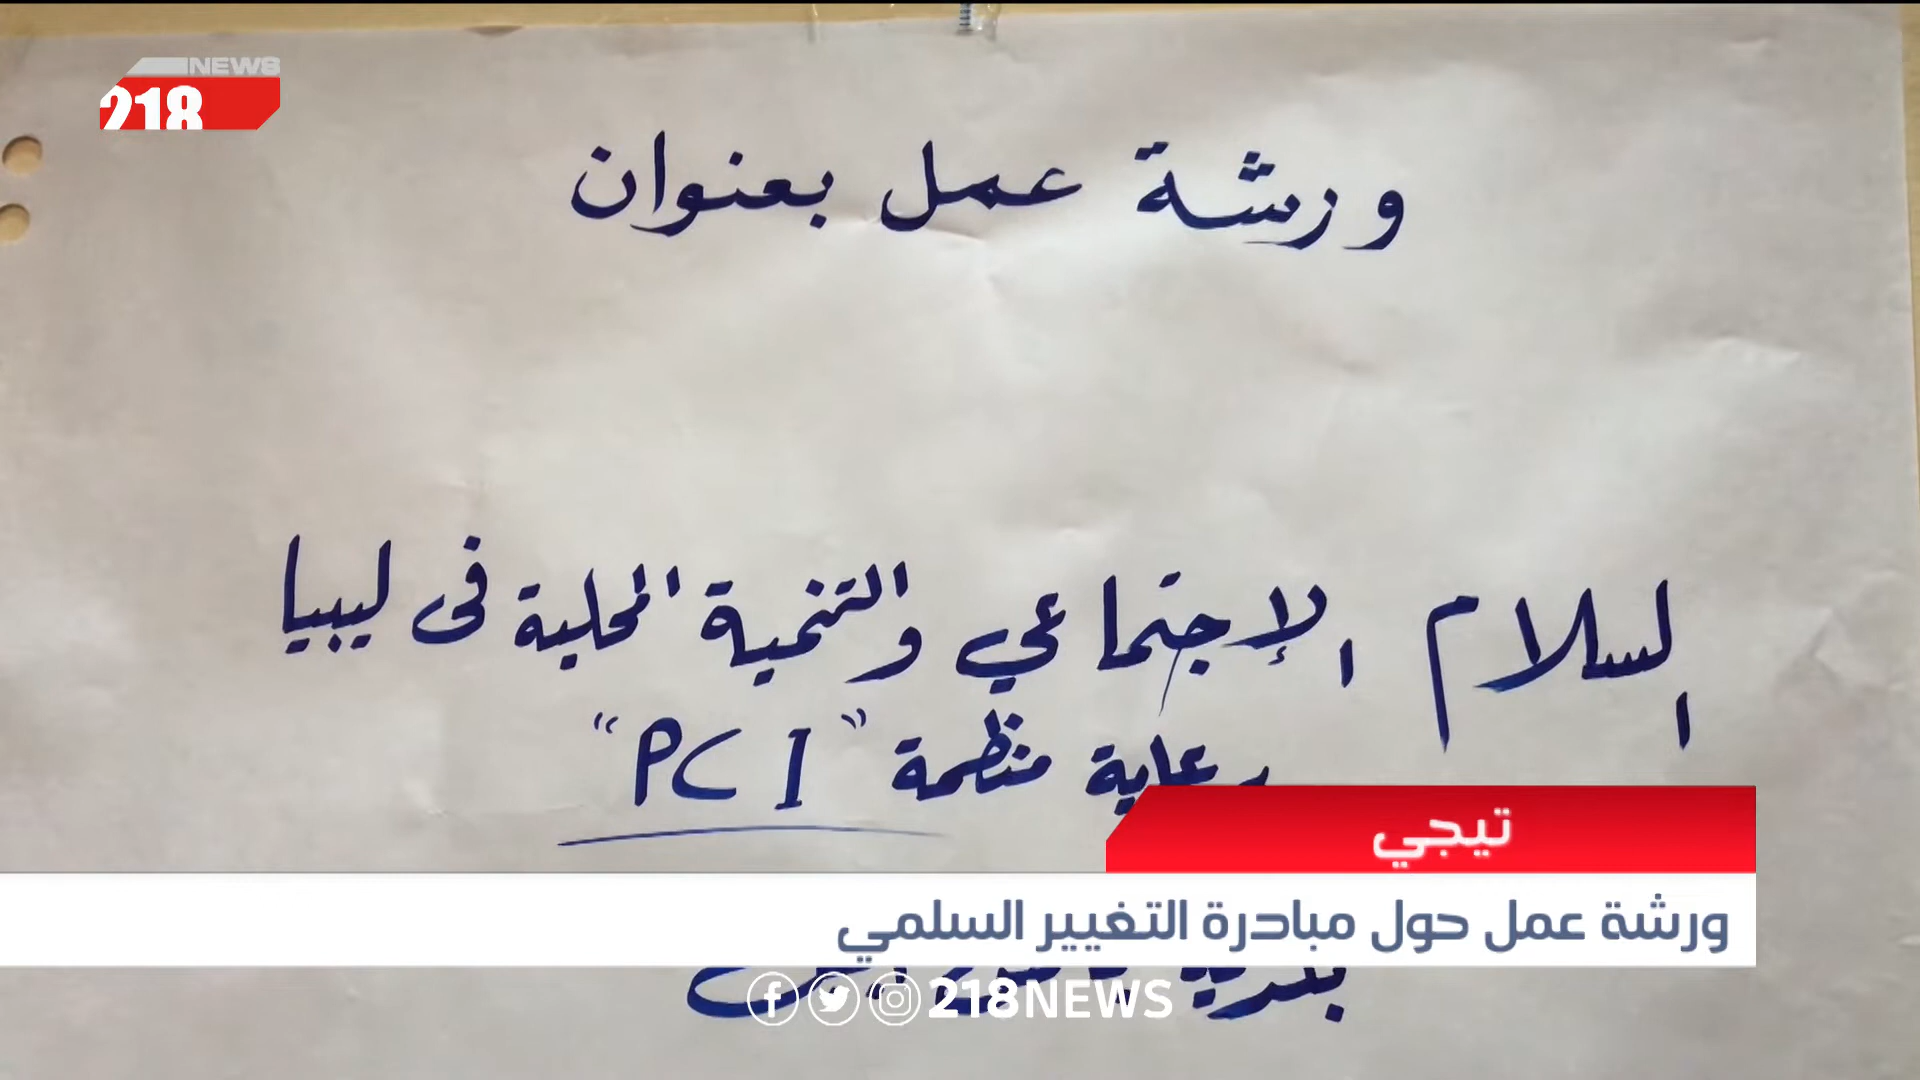 NEWS
218
ورشة عمل بعنوان
السلام الإجتماعي والتنمية المحلية فى ليبيا
رعاية منظمة "PCI"
تيجي
ورشة عمل حول مبادرة التغيير السلمي
218NEWS